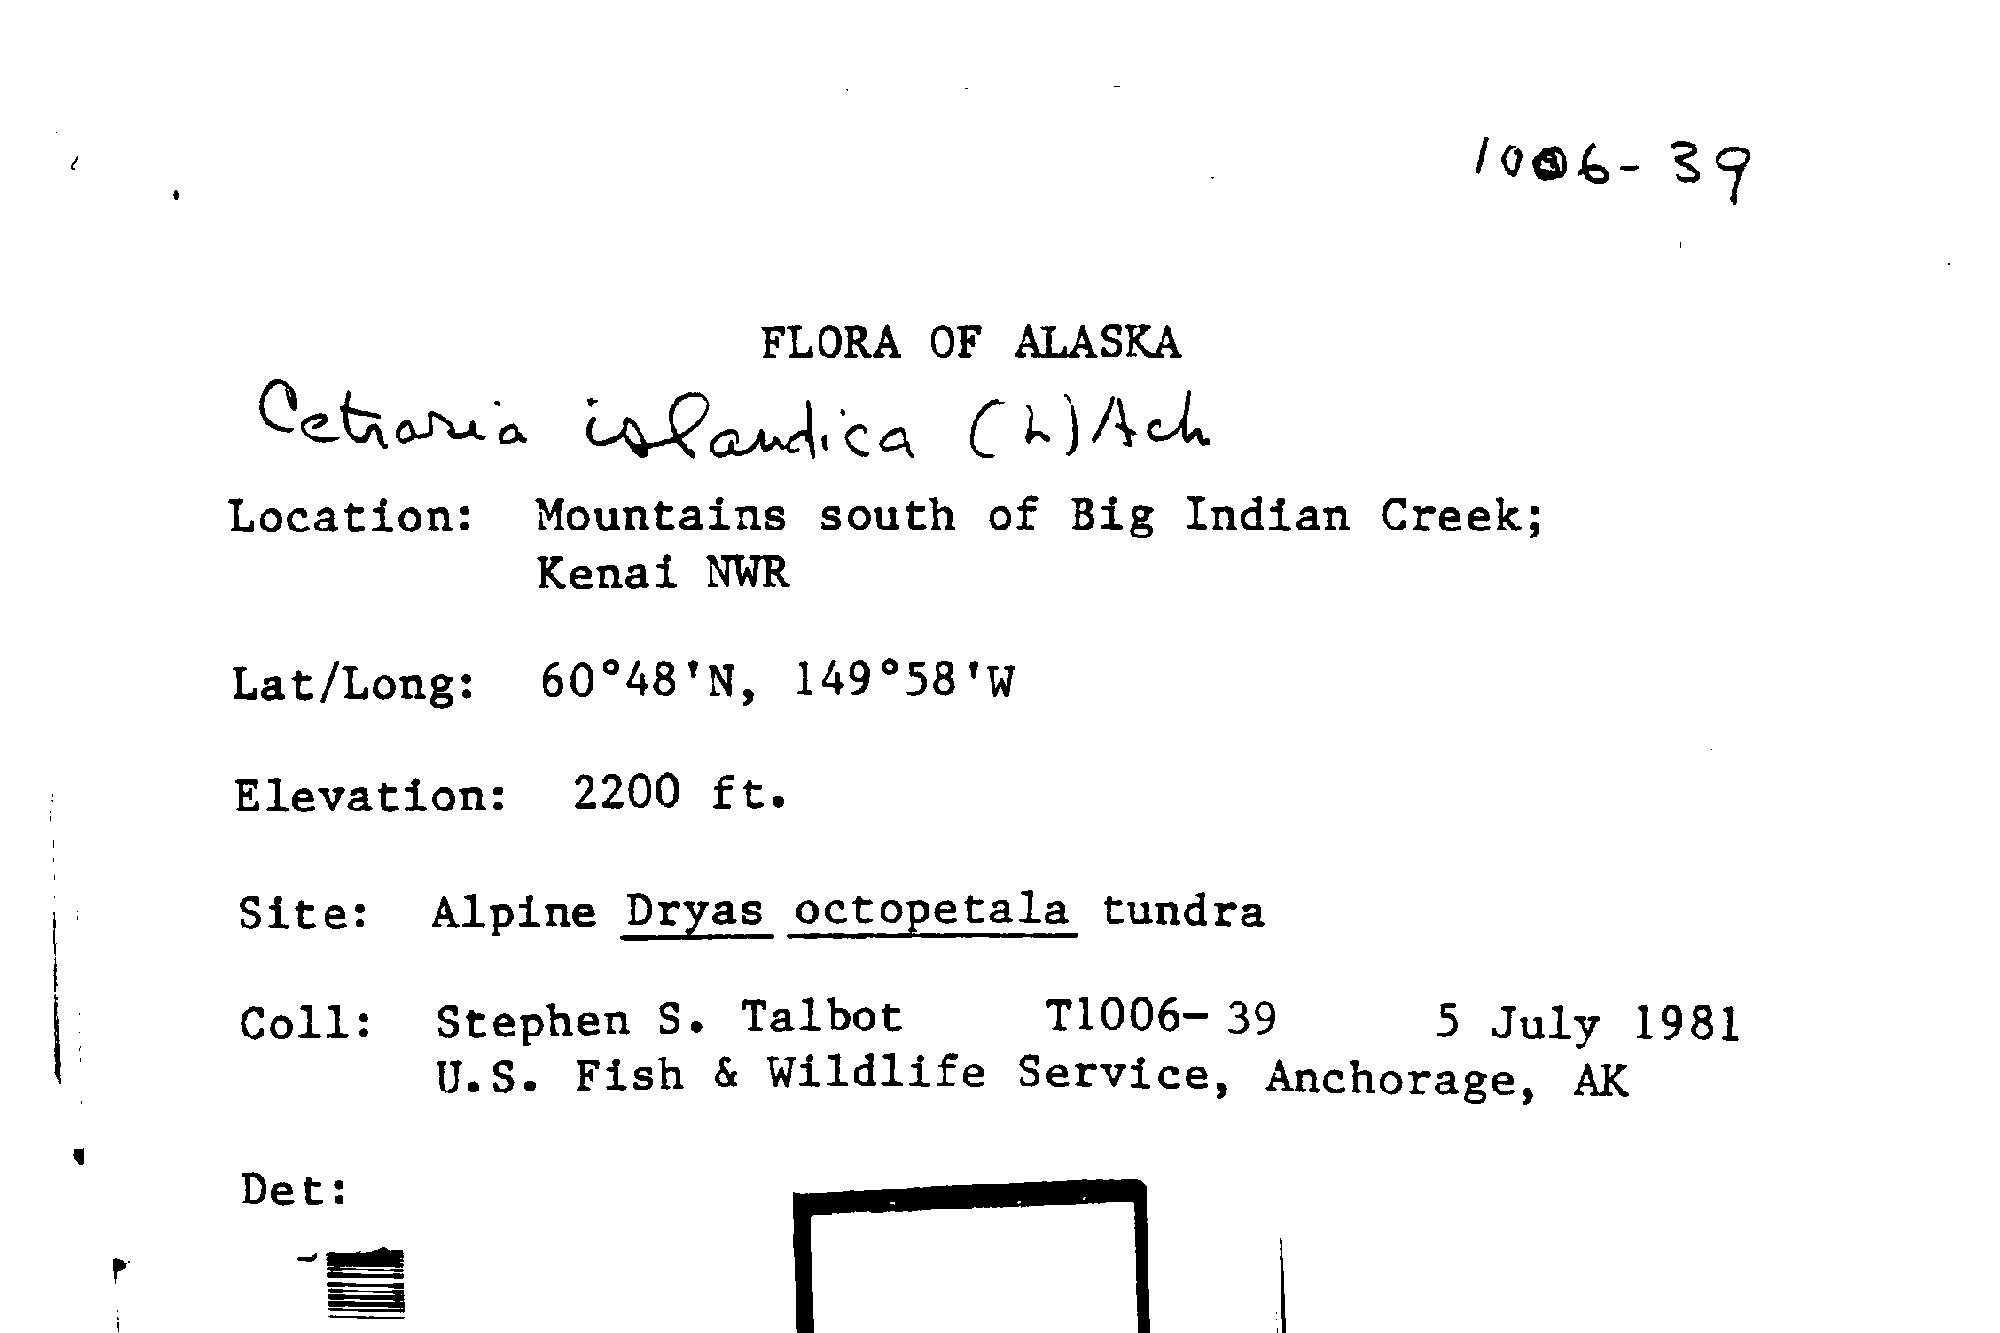 1006-39
FLORA OF ALASKA
Cetraria islandica (L) Ach
Location: Mountains south of Big Indian Creek;
Kenai NWR
Lat/Long: 60°48'N, 149°58'W
Elevation: 2200 ft.
Site: Alpine Dryas octopetala tundra
Coll: Stephen S. Talbot T1006-39 5 July 1981
U.S. Fish & Wildlife Service, Anchorage, AK
Det: